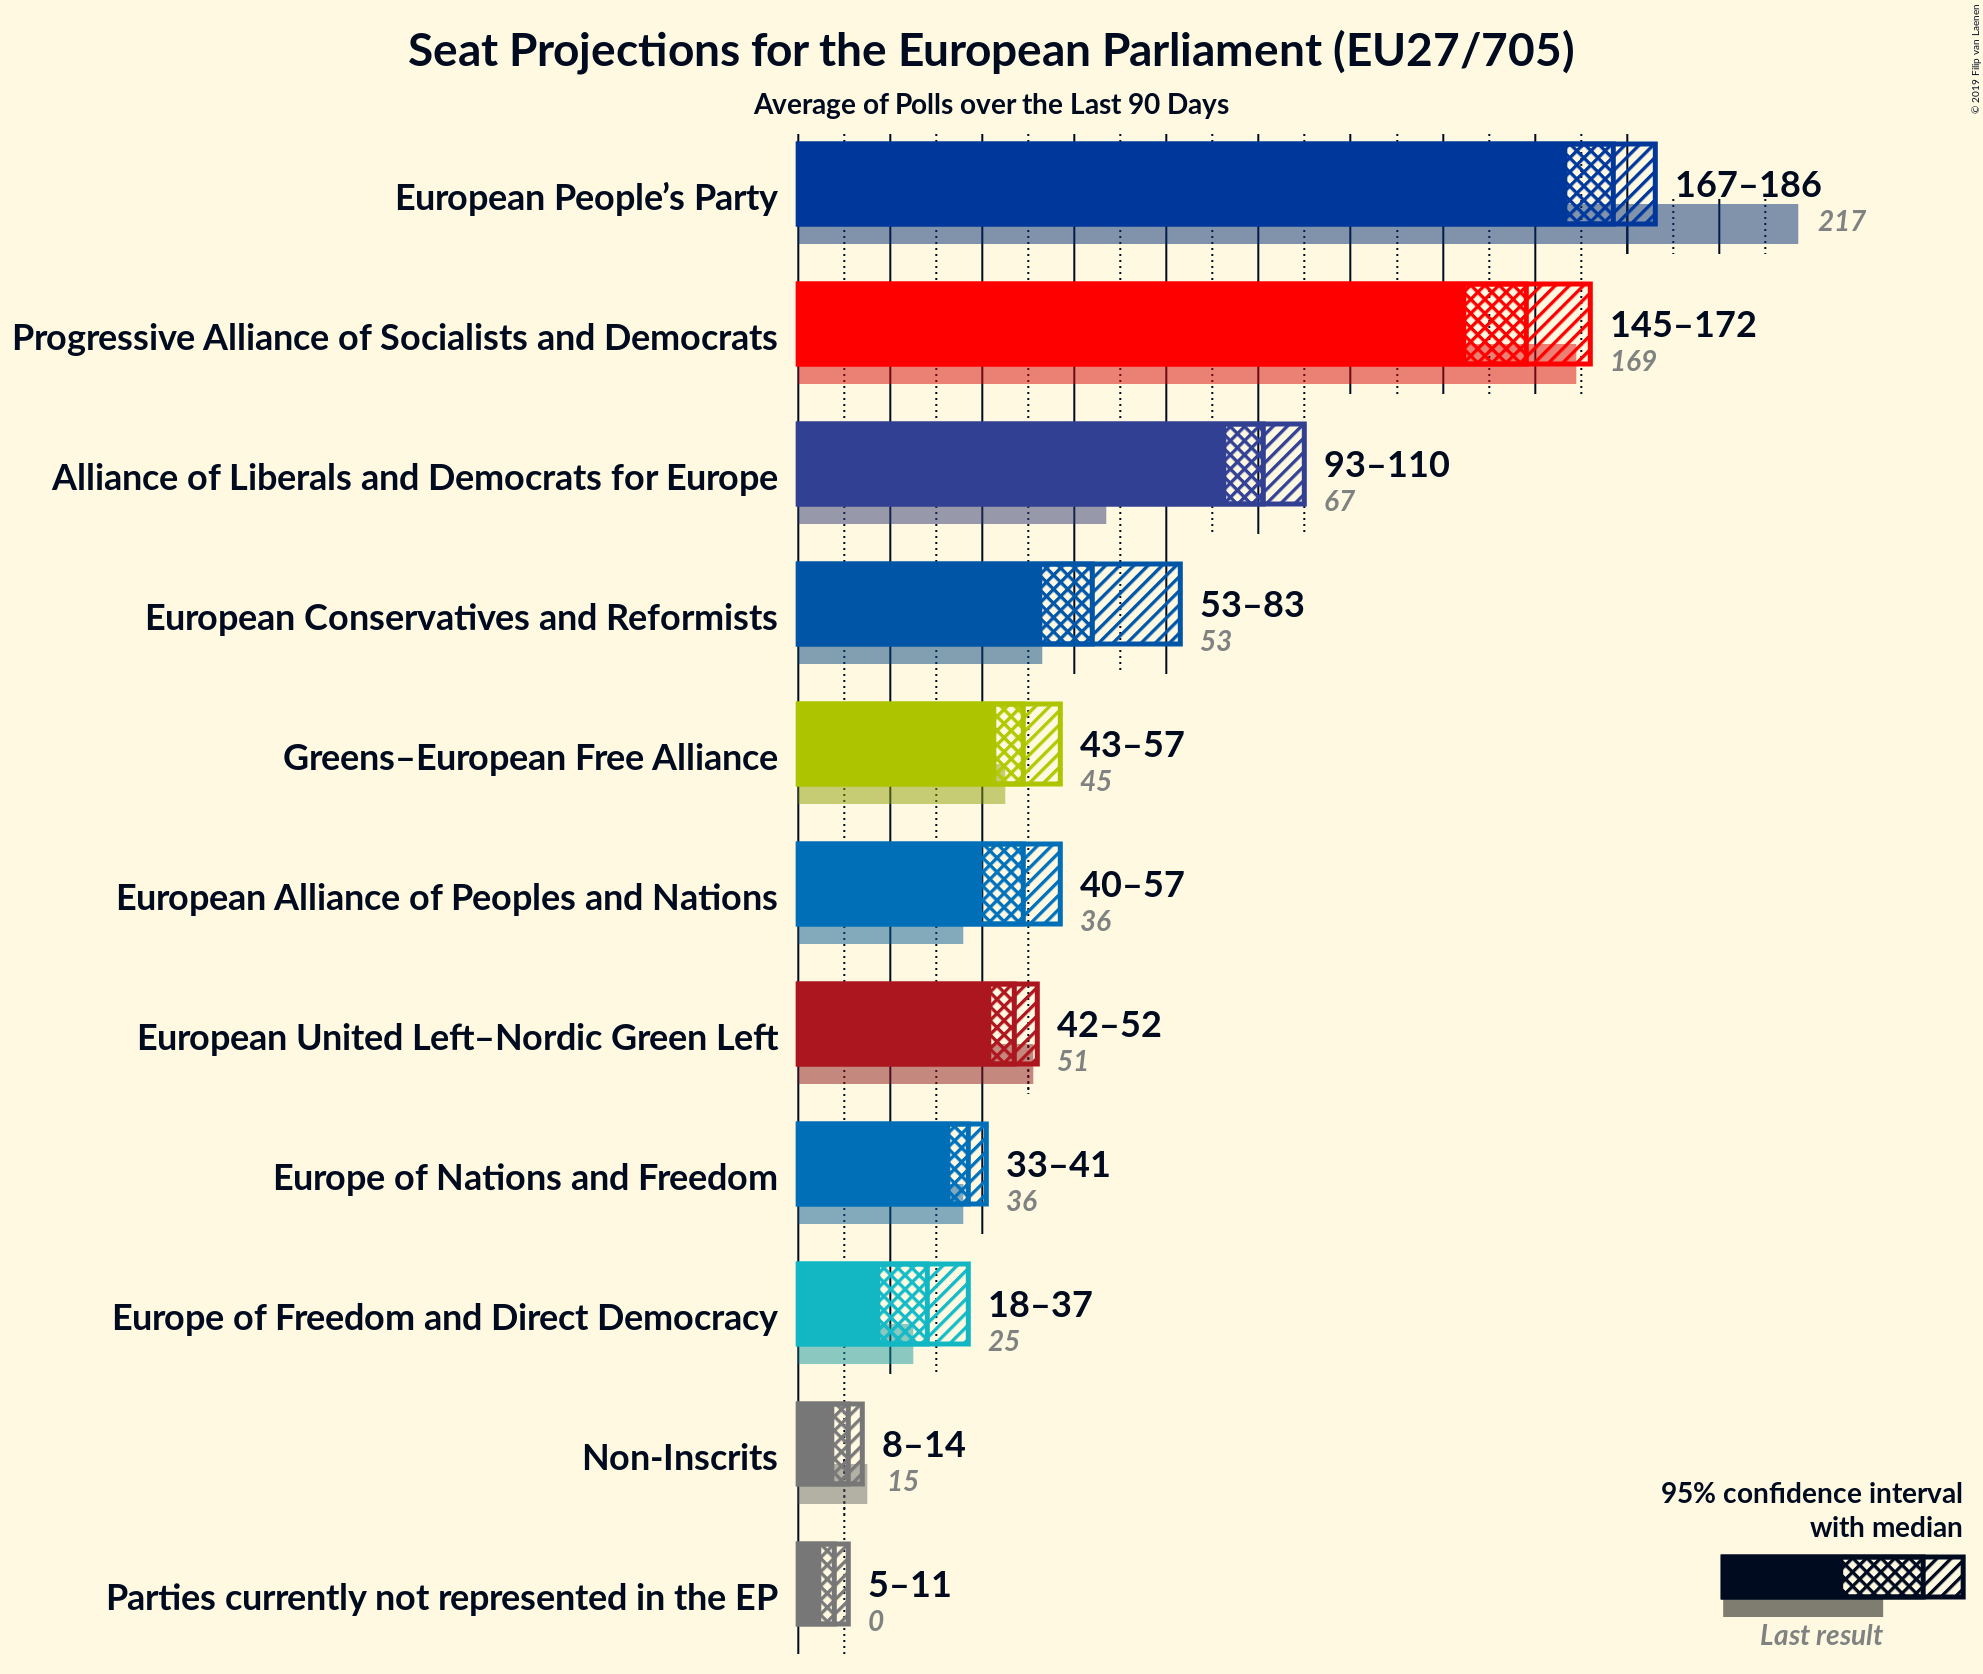 Seat Projections for the European Parliament (EU27/705)
Average of Polls over the Last 90 Days
© 2019 Filip van Laenen
European People’s Party
167–186
217
Progressive Alliance of Socialists and Democrats
145–172
169
Alliance of Liberals and Democrats for Europe
93–110
67
European Conservatives and Reformists
53–83
53
Greens–European Free Alliance
43–57
45
European Alliance of Peoples and Nations
40–57
36
European United Left–Nordic Green Left
42–52
51
Europe of Nations and Freedom
33–41
36
Europe of Freedom and Direct Democracy
18–37
25
Non-Inscrits
8–14
15
Parties currently not represented in the EP
5–11
0
95% confidence interval
with median
Last result